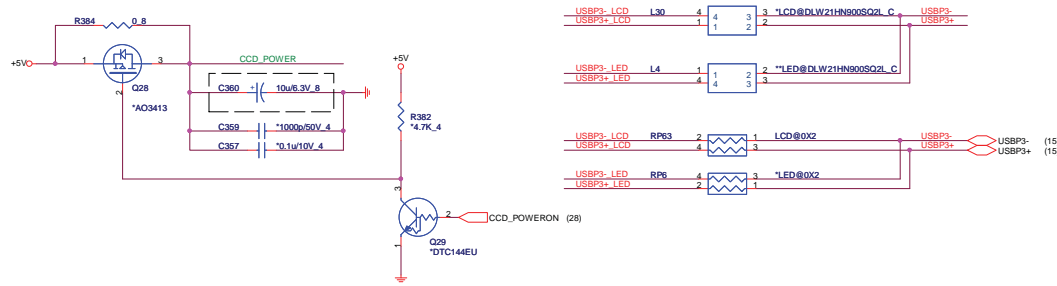 R384 0_8
+5V 1 3 CCD_POWER
Q28
2
*AO3413
C360 + 10u/6.3V_8
C359 *1000p/50V_4
C357 *0.1u/10V_4
+5V
R382
*4.7K_4
3
2 CCD_POWERON (28)
Q29
1 *DTC144EU
USBP3-_LCD L30 4 4 3 3 *LCD@DLW21HN900SQ2L_C USBP3-
USBP3+_LCD 1 1 2 2 USBP3+
USBP3-_LED L4 1 1 2 2 **LED@DLW21HN900SQ2L_C
USBP3+_LED 4 4 3 3
USBP3-_LCD RP63 2 1 LCD@0X2 USBP3- USBP3- (15
USBP3+_LCD 4 3 USBP3+ USBP3+ (15
USBP3-_LED RP6 4 3 *LED@0X2
USBP3+_LED 2 1